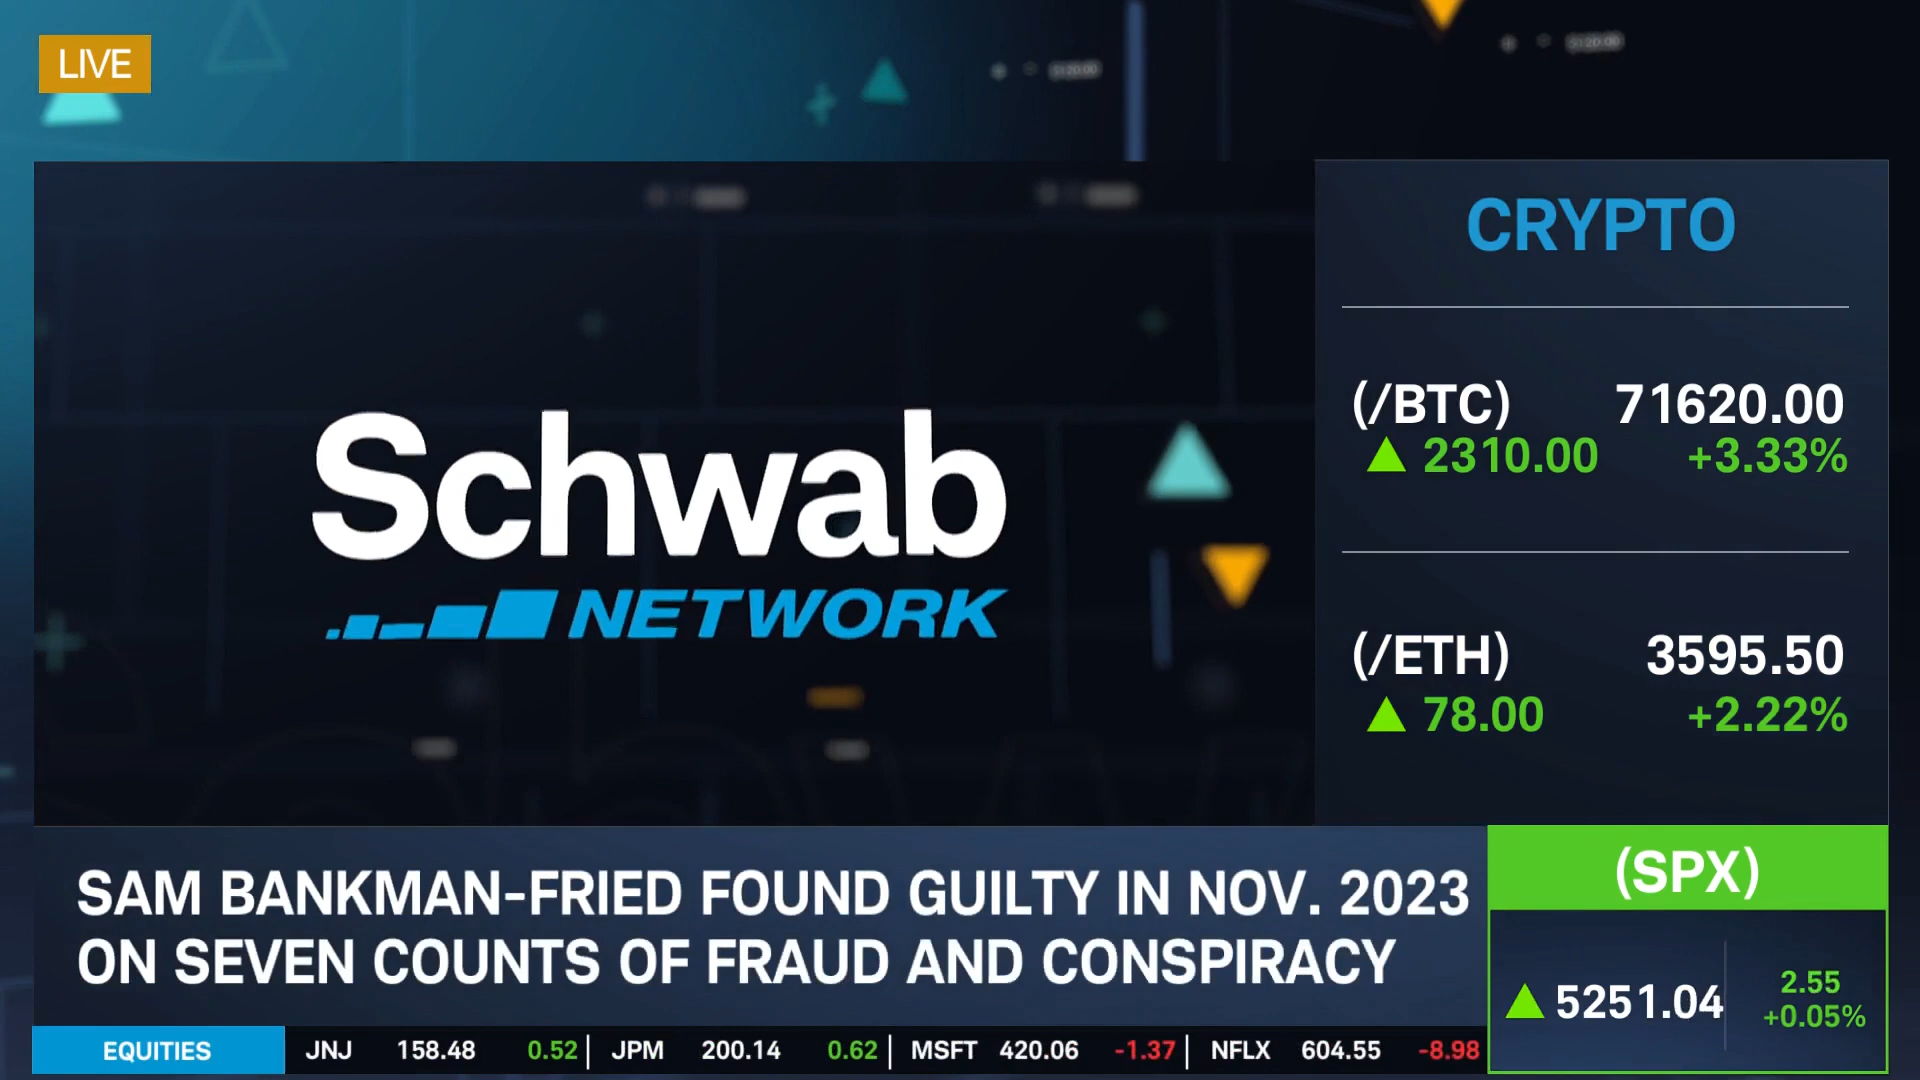 LIVE
Schwab
NETWORK
CRYPTO
(/BTC) 71620.00
▲ 2310.00 +3.33%
(/ETH) 3595.50
▲ 78.00 +2.22%
SAM BANKMAN-FRIED FOUND GUILTY IN NOV. 2023
ON SEVEN COUNTS OF FRAUD AND CONSPIRACY
(SPX)
▲ 5251.04
2.55
+0.05%
EQUITIES JNJ 158.48 0.52 | JPM 200.14 0.62 | MSFT 420.06 -1.37 | NFLX 604.55 -8.98